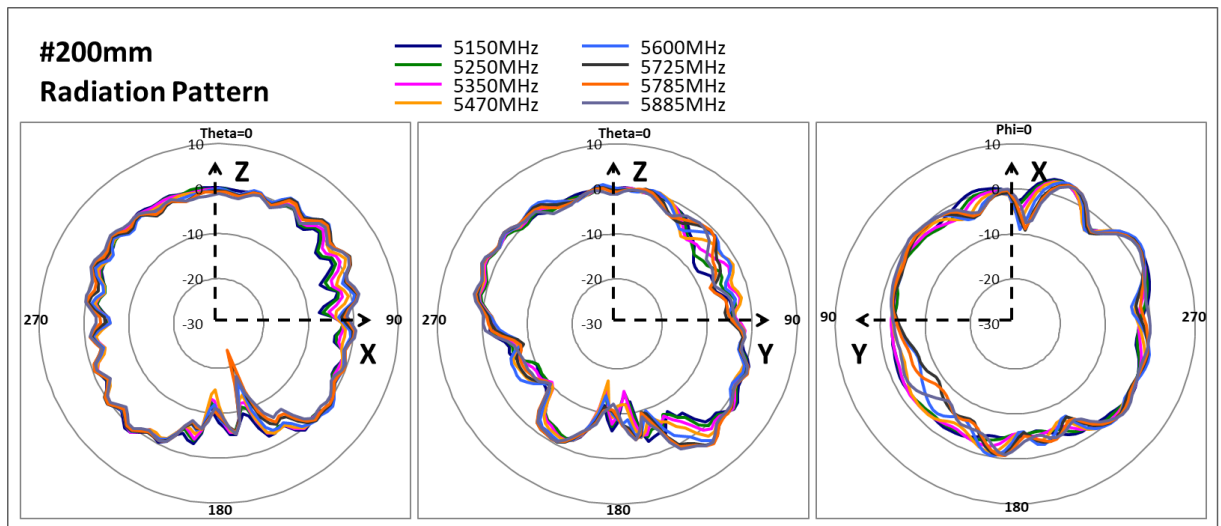 #200mm
Radiation Pattern
5150MHz
5250MHz
5350MHz
5470MHz
5600MHz
5725MHz
5785MHz
5885MHz
Theta=0
10
Z
0
-10
-20
-30
270
90
X
180
Theta=0
10
Z
0
-10
-20
-30
270
90
Y
180
Phi=0
10
X
0
-10
-20
-30
90
270
Y
180